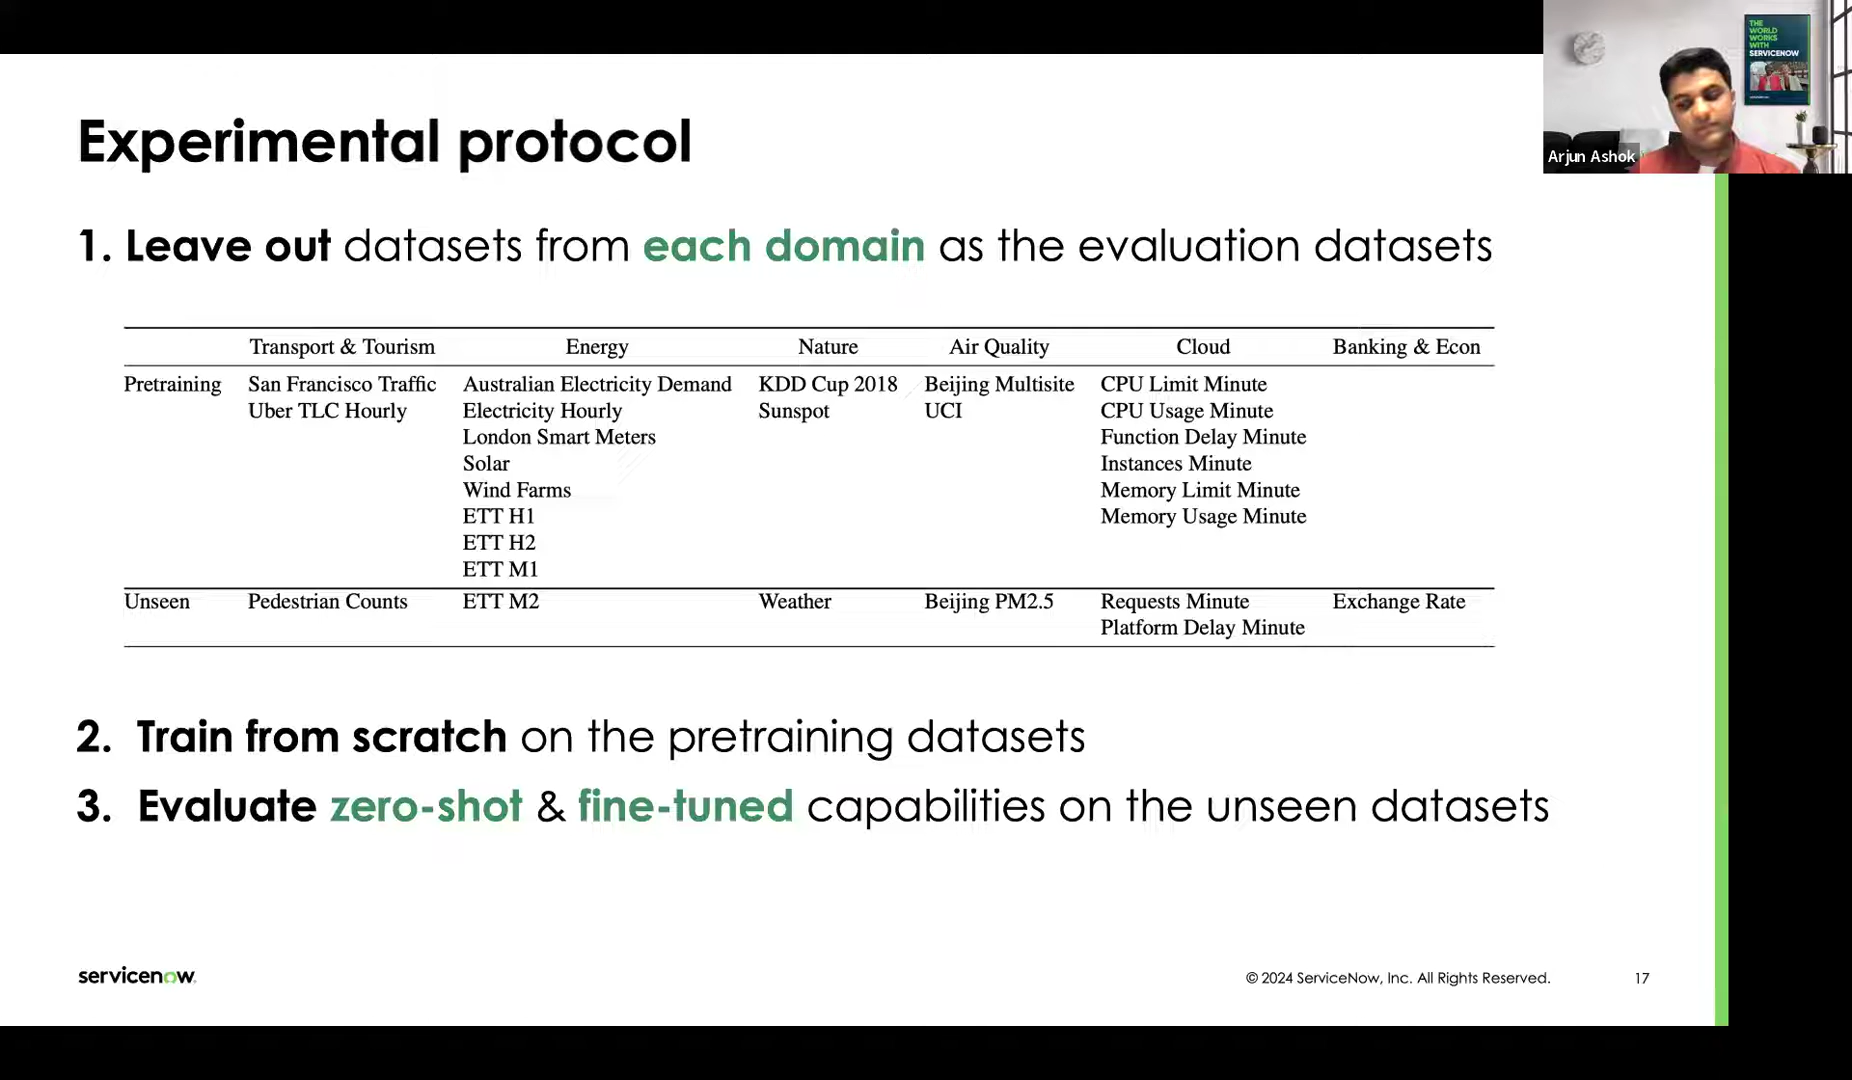 THE
WORLD
WORKS
WITH
SERVICENOW
Arjun Ashok
Experimental protocol
1. Leave out datasets from each domain as the evaluation datasets
Transport & Tourism Energy Nature Air Quality Cloud Banking & Econ
Pretraining San Francisco Traffic Australian Electricity Demand KDD Cup 2018 Beijing Multisite CPU Limit Minute
Uber TLC Hourly Electricity Hourly Sunspot UCI CPU Usage Minute
London Smart Meters Function Delay Minute
Solar Instances Minute
Wind Farms Memory Limit Minute
ETT H1 Memory Usage Minute
ETT H2
ETT M1
Unseen Pedestrian Counts ETT M2 Weather Beijing PM2.5 Requests Minute Exchange Rate
Platform Delay Minute
2. Train from scratch on the pretraining datasets
3. Evaluate zero-shot & fine-tuned capabilities on the unseen datasets
servicenow
© 2024 ServiceNow, Inc. All Rights Reserved. 17